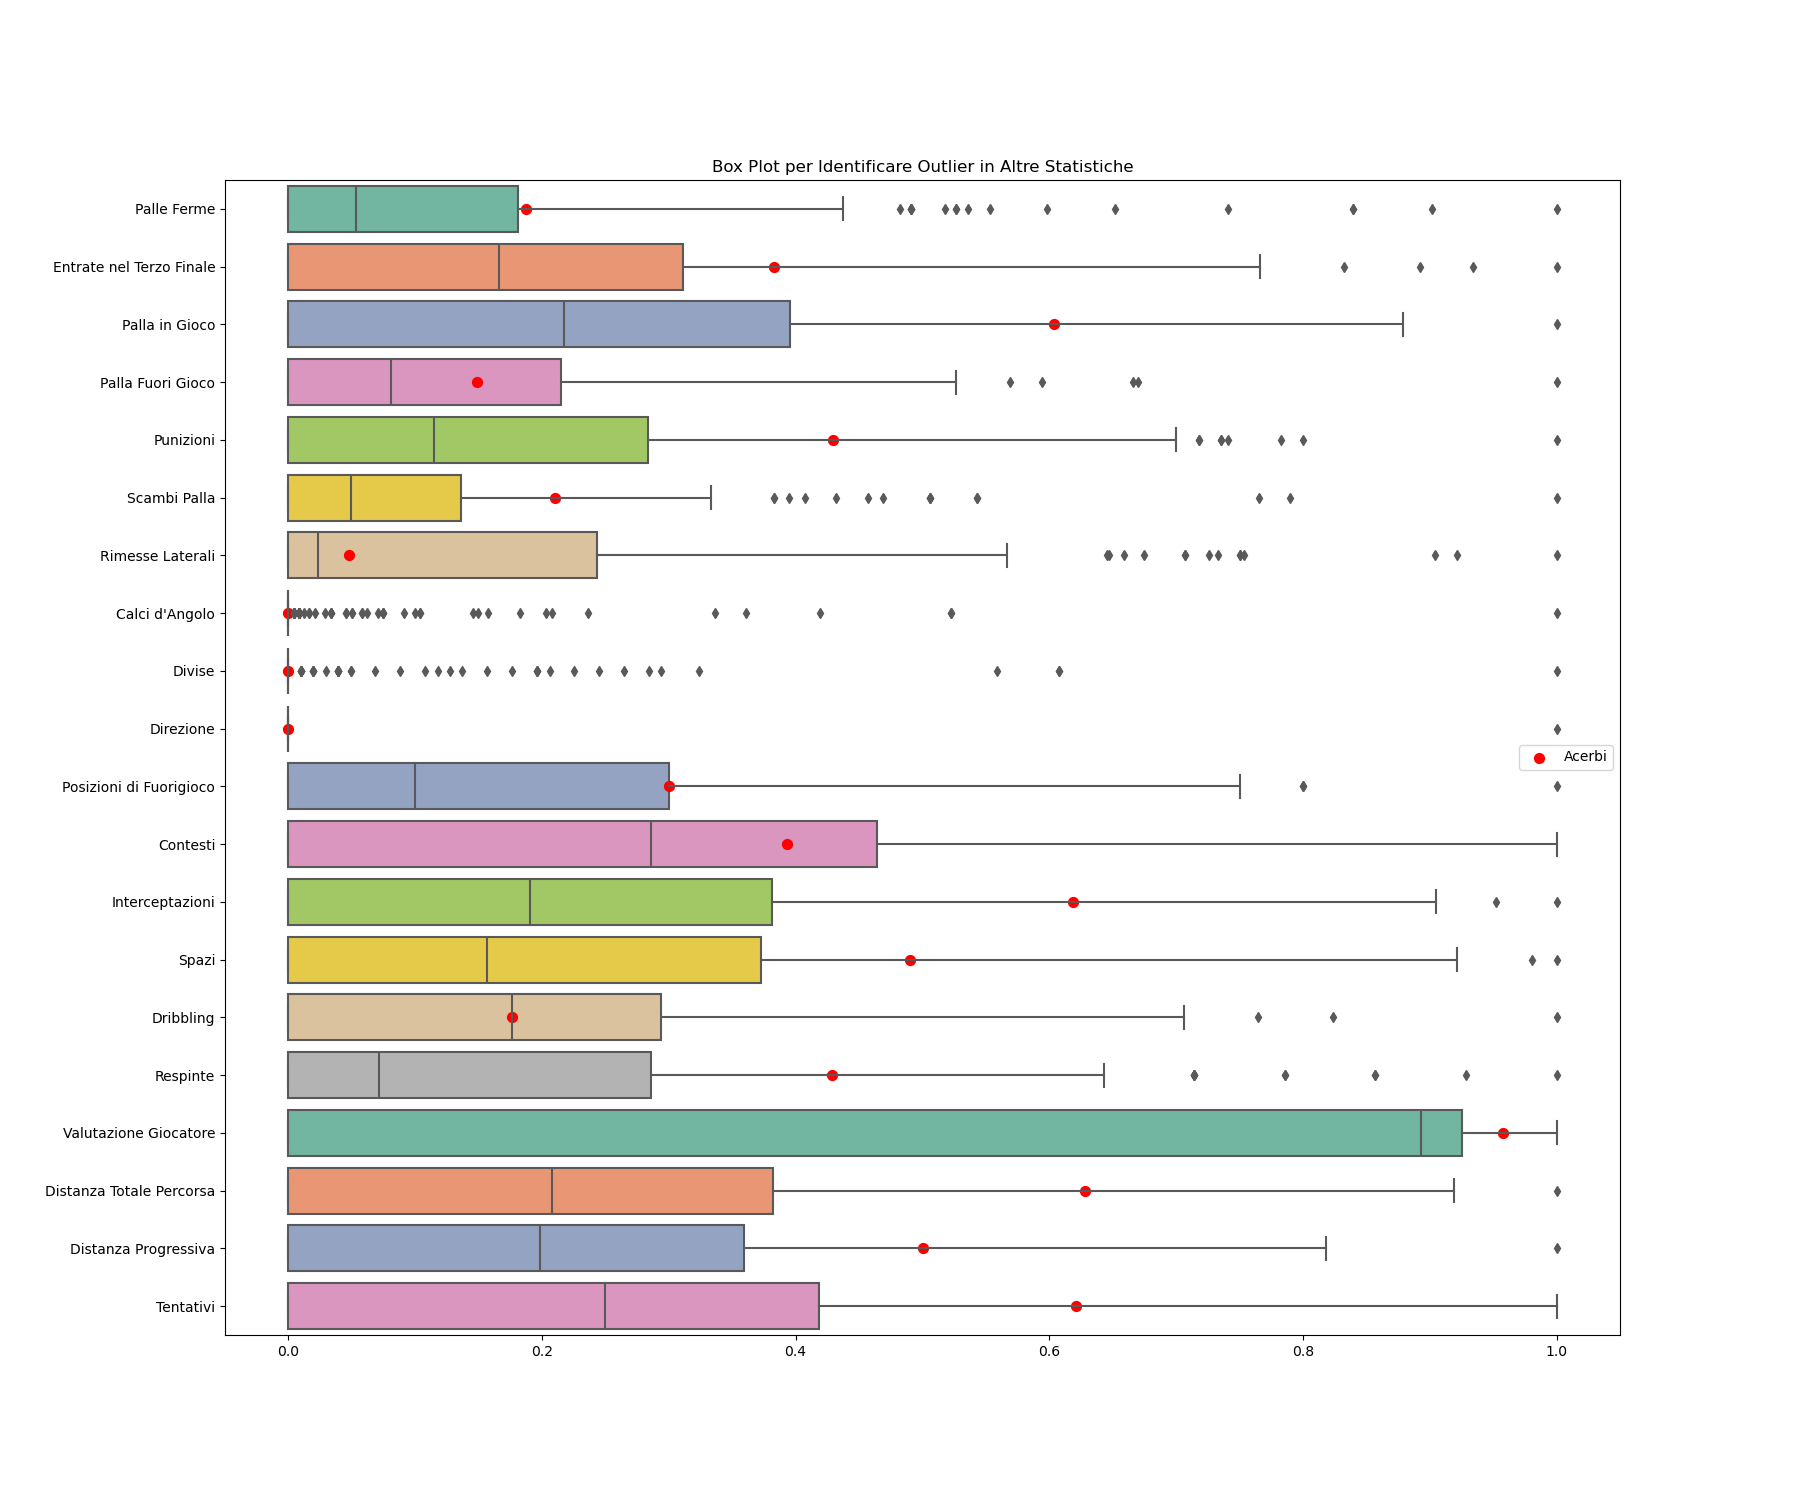 Box Plot per Identificare Outlier in Altre Statistiche
Palle Ferme
Entrate nel Terzo Finale
Palla in Gioco
Palla Fuori Gioco
Punizioni
Scambi Palla
Rimesse Laterali
Calci d'Angolo
Divise
Direzione
Acerbi
Posizioni di Fuorigioco
Contesti
Interceptazioni
Spazi
Dribbling
Respinte
Valutazione Giocatore
Distanza Totale Percorsa
Distanza Progressiva
Tentativi
0.0 0.2 0.4 0.6 0.8 1.0